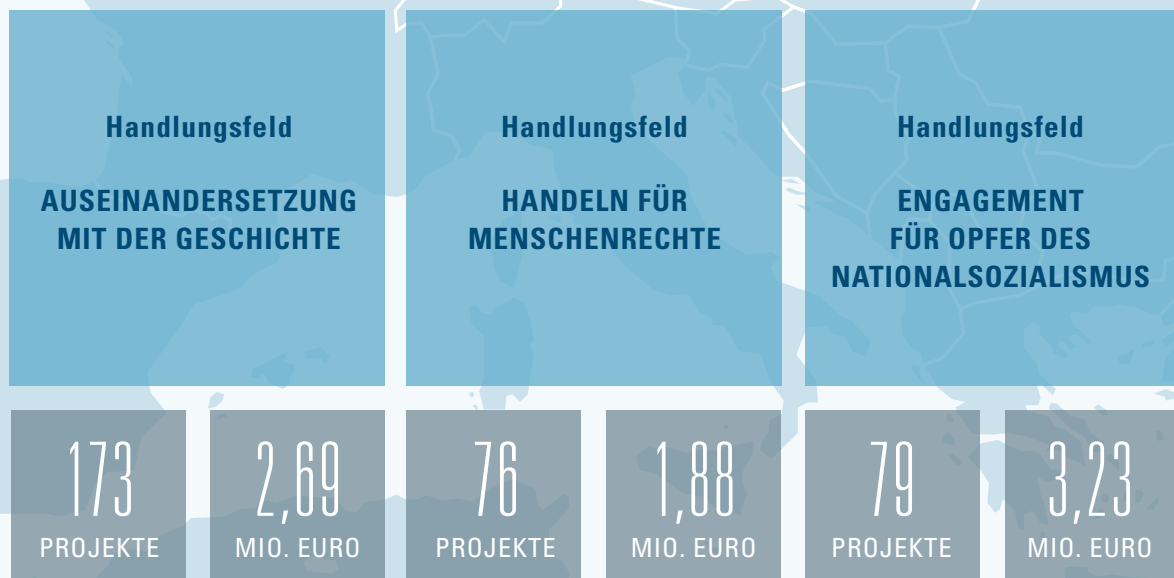 Handlungsfeld
AUSEINANDERSETZUNG
MIT DER GESCHICHTE
173
PROJEKTE
2,69
MIO. EURO
Handlungsfeld
HANDELN FÜR
MENSCHENRECHTE
76
PROJEKTE
1,88
MIO. EURO
Handlungsfeld
ENGAGEMENT
FÜR OPFER DES
NATIONALSOZIALISMUS
79
PROJEKTE
3,23
MIO. EURO